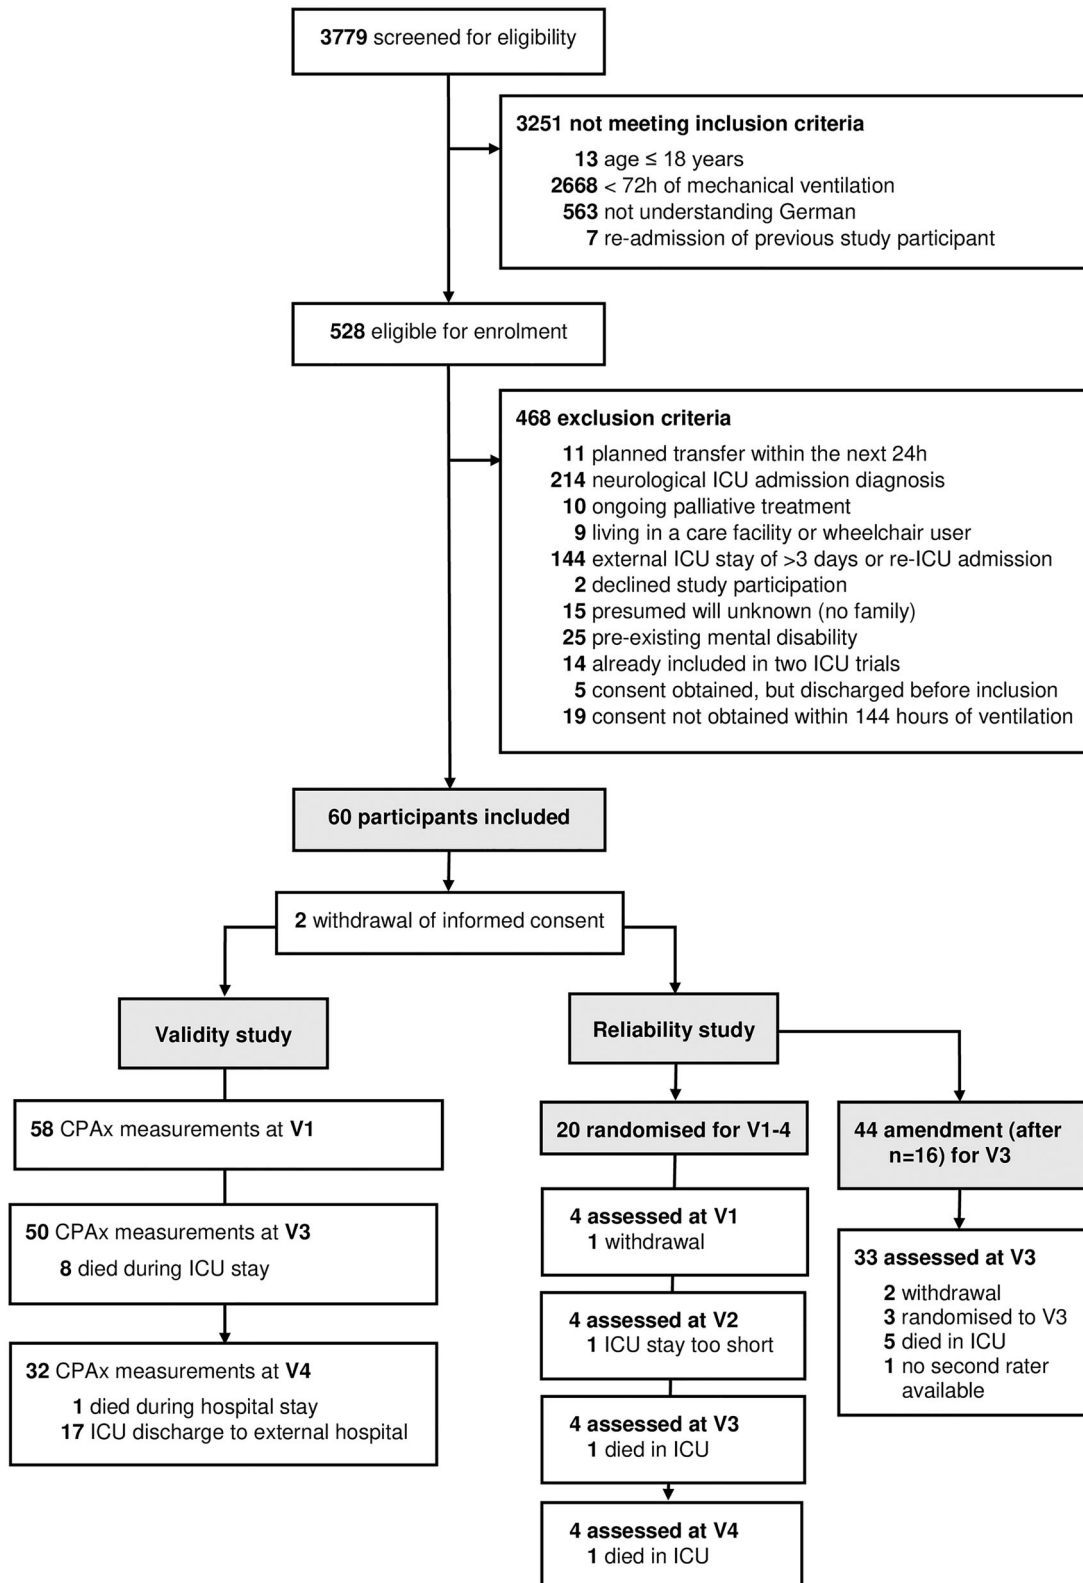 3779 screened for eligibility
3251 not meeting inclusion criteria
13 age ≤ 18 years
2668 < 72h of mechanical ventilation
563 not understanding German
7 re-admission of previous study participant
528 eligible for enrolment
468 exclusion criteria
11 planned transfer within the next 24h
214 neurological ICU admission diagnosis
10 ongoing palliative treatment
9 living in a care facility or wheelchair user
144 external ICU stay of >3 days or re-ICU admission
2 declined study participation
15 presumed will unknown (no family)
25 pre-existing mental disability
14 already included in two ICU trials
5 consent obtained, but discharged before inclusion
19 consent not obtained within 144 hours of ventilation
60 participants included
2 withdrawal of informed consent
Validity study
58 CPAx measurements at V1
50 CPAx measurements at V3
8 died during ICU stay
32 CPAx measurements at V4
1 died during hospital stay
17 ICU discharge to external hospital
Reliability study
20 randomised for V1-4
4 assessed at V1
1 withdrawal
4 assessed at V2
1 ICU stay too short
4 assessed at V3
1 died in ICU
4 assessed at V4
1 died in ICU
44 amendment (after
n=16) for V3
33 assessed at V3
2 withdrawal
3 randomised to V3
5 died in ICU
1 no second rater
available